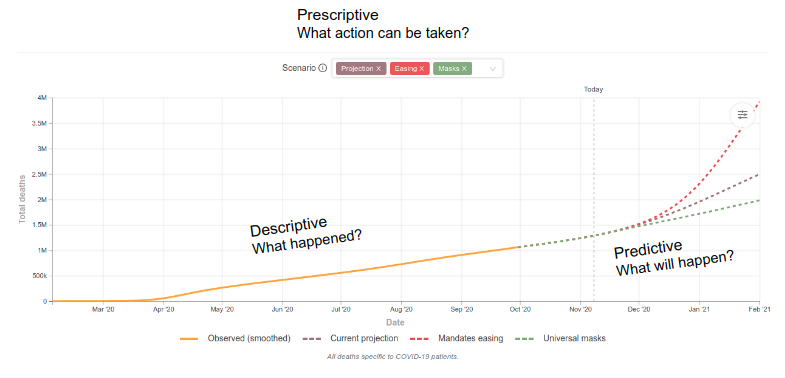 Prescriptive
What action can be taken?
Scenario ⓘ Projection X Easing X Masks X
Today
4M
3.5M
3M
2.5M
2M
1.5M
1M
500k
0
Total deaths
Descriptive
What happened?
Predictive
What will happen?
Mar '20 Apr '20 May '20 Jun '20 Jul '20 Aug '20 Sep '20 Oct '20 Nov '20 Dec '20 Jan '21 Feb '21
Date
Observed (smoothed) Current projection Mandates easing Universal masks
All deaths specific to COVID-19 patients.